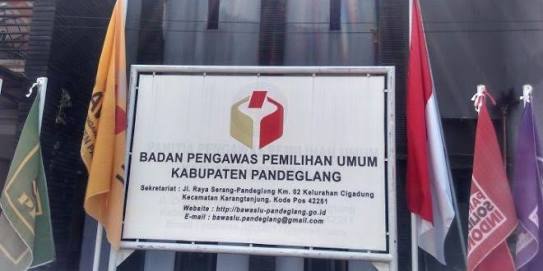 BADAN PENGAWAS PEMILIHAN UMUM
KABUPATEN PANDEGLANG
Sekretariat : Jl. Raya Serang-Pandeglang Km. 02 Kelurahan Cigadung
Kecamatan Karangtanjung, Kode Pos 42251
Website : http://bawaslu-pandeglang.go.id
E-mail : bawaslu.pandeglang@gmail.com